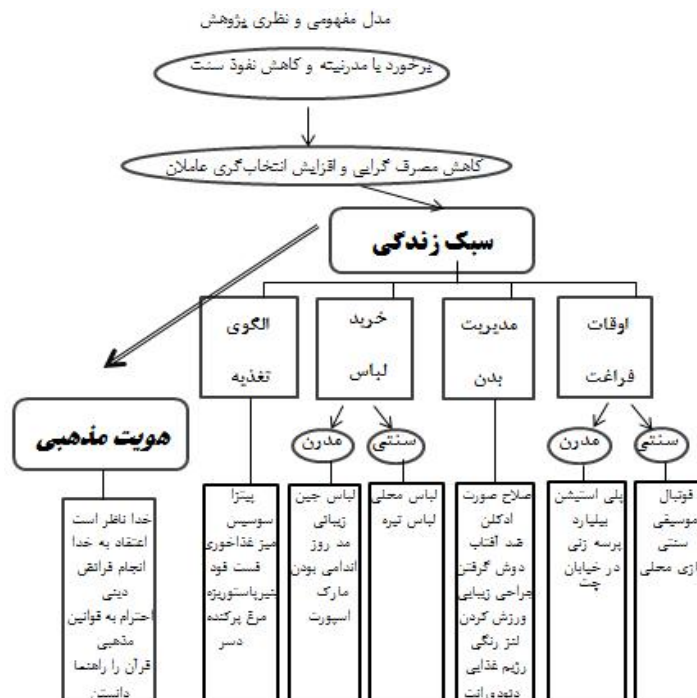 مدل مفهومی و نظری پژوهش
برخورد با مدرنیته و کاهش نفوذ سنت
کاهش مصرف گرایی و افزایش انتخاب‌گری عاملان
سبک زندگی
اوقات
فراغت
مدیریت
بدن
خرید
لباس
الگوی
تغذیه
هویت مذهبی
سنتی
مدرن
سنتی
مدرن
فوتبال
موسیقی
سنتی
بازی محلی
پلی استیشن
بیلیارد
پرسه زنی
در خیابان
چت
صلاح صورت
ادکلن
ضد آفتاب
دوش گرفتن
جراحی زیبایی
ورزش کردن
لنز رنگی
رژیم غذایی
دئودورانت
لباس محلی
لباس تیره
لباس جین
زیبائی
مد روز
اندامی بودن
مارک
اسپورت
پیتزا
سوسیس
میز غذاخوری
فست فود
پنیرپاستوریزه
مرغ پرکنده
دسر
خدا ناظر است
اعتقاد به خدا
انجام فرائض
دینی
احترام به قوانین
مذهبی
قرآن را راهنما
دانستن